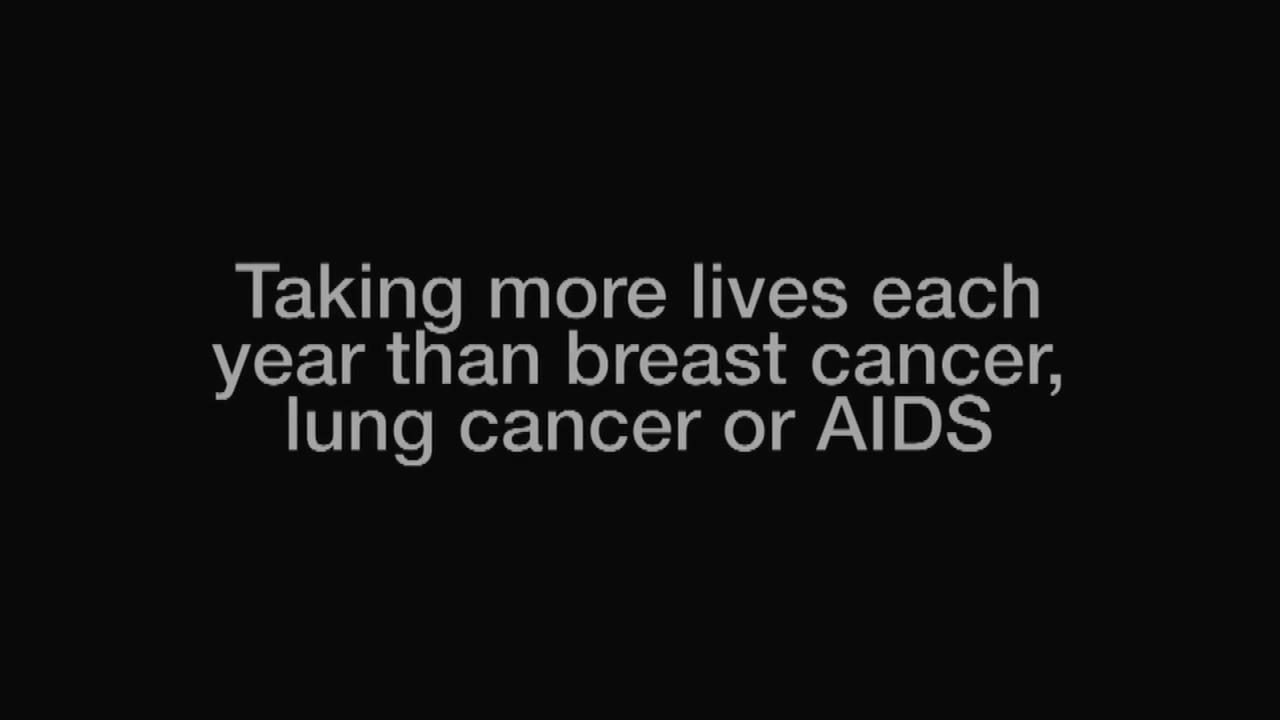 Taking more lives each
year than breast cancer,
lung cancer or AIDS